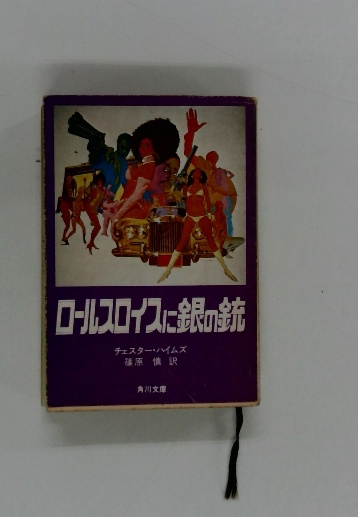 ロールスロイスに銀の銃
チェスター・ハイムズ
篠原 慎 訳
角川文庫